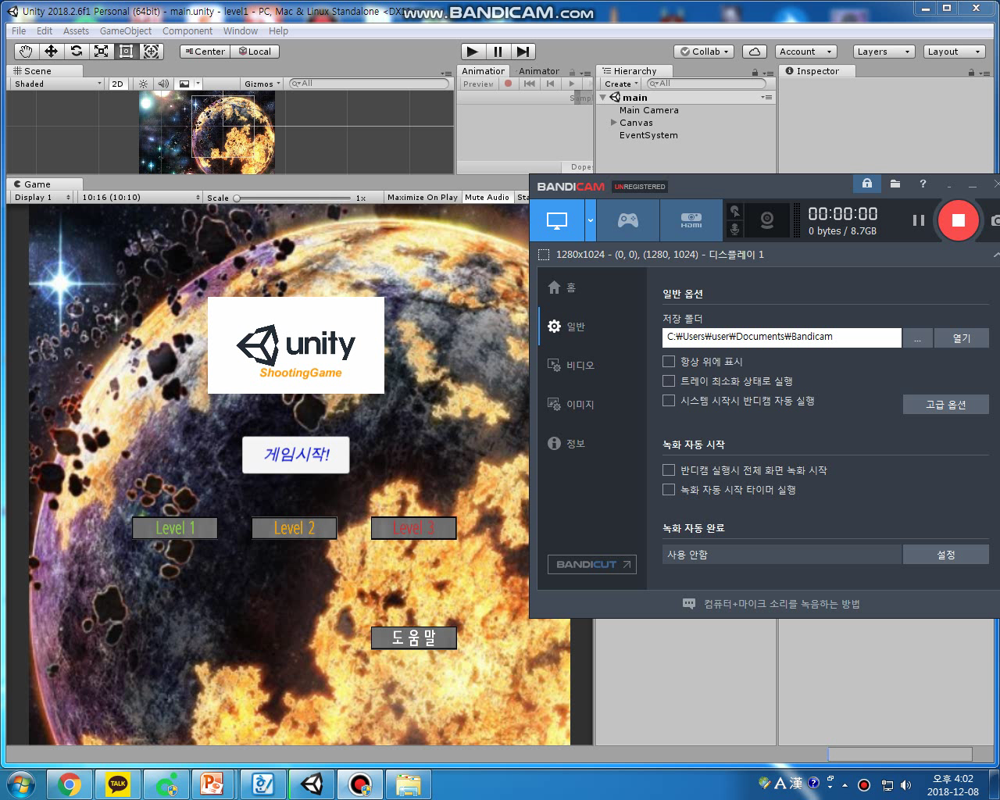 Unity 2018.2.6f1 Personal (64bit) - main.unity - level1 - PC, Mac & Linux Standalone <DX11>
www.BANDICAM.com
File Edit Assets GameObject Component Window Help
Center Local
Collab Account Layers Layout
Scene
Animation Animator
Hierarchy
Inspector
Shaded 2D Gizmos All
Preview
Create All
main
Main Camera
Canvas
EventSystem
Dopes
Game
Display 1 10:16 (10:10) Scale 1x Maximize On Play Mute Audio Sta
BANDICAM UNREGISTERED
HDMI
00:00:00
0 bytes / 8.7GB
1280x1024 - (0, 0), (1280, 1024) - 디스플레이 1
홈
일반
비디오
이미지
정보
BANDICUT
일반 옵션
저장 폴더
C:₩Users₩user₩Documents₩Bandicam
... 열기
항상 위에 표시
트레이 최소화 상태로 실행
시스템 시작시 반디캠 자동 실행
고급 옵션
녹화 자동 시작
반디캠 실행시 전체 화면 녹화 시작
녹화 자동 시작 타이머 실행
녹화 자동 완료
사용 안함 설정
컴퓨터+마이크 소리를 녹음하는 방법
unity
ShootingGame
게임시작!
Level 1 Level 2 Level 3
도 움 말
TALK
A 漢
오후 4:02
2018-12-08